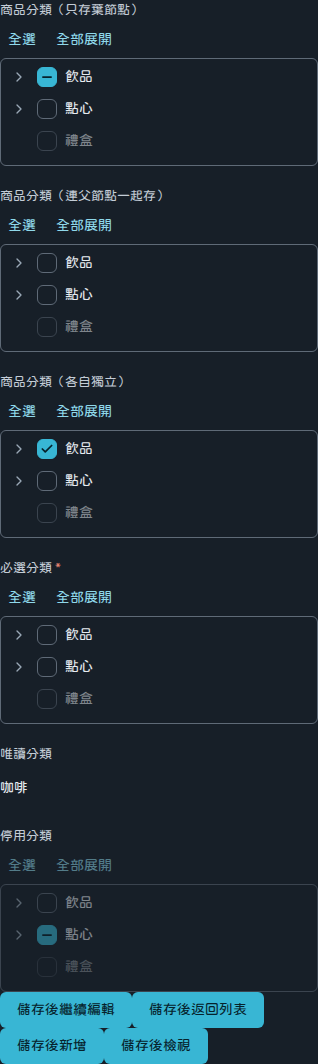 商品分類（只存葉節點）
全選 全部展開
飲品
點心
禮盒
商品分類（連父節點一起存）
全選 全部展開
飲品
點心
禮盒
商品分類（各自獨立）
全選 全部展開
飲品
點心
禮盒
必選分類 *
全選 全部展開
飲品
點心
禮盒
唯讀分類
咖啡
停用分類
全選 全部展開
飲品
點心
禮盒
儲存後繼續編輯 儲存後返回列表
儲存後新增 儲存後檢視